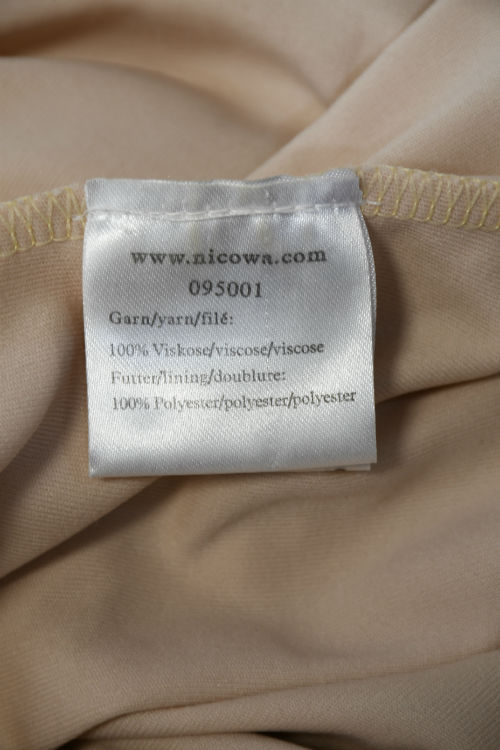 www.nicowa.com
095001
Garn/yarn/filé:
100% Viskose/viscose/viscose
Futter/lining/doublure:
100% Polyester/polyester/polyester